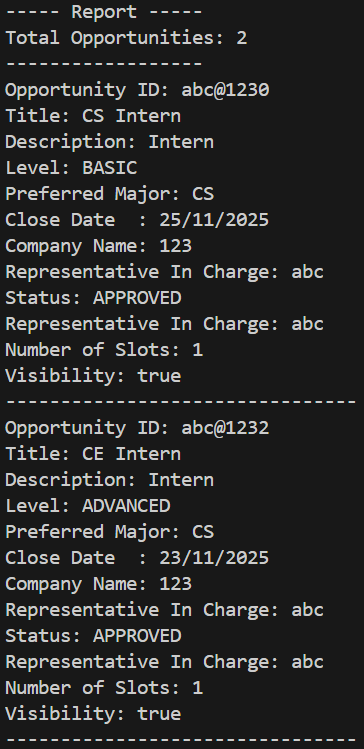 ----- Report -----
Total Opportunities: 2
------------------
Opportunity ID: abc@1230
Title: CS Intern
Description: Intern
Level: BASIC
Preferred Major: CS
Close Date  : 25/11/2025
Company Name: 123
Representative In Charge: abc
Status: APPROVED
Representative In Charge: abc
Number of Slots: 1
Visibility: true
--------------------------------
Opportunity ID: abc@1232
Title: CE Intern
Description: Intern
Level: ADVANCED
Preferred Major: CS
Close Date  : 23/11/2025
Company Name: 123
Representative In Charge: abc
Status: APPROVED
Representative In Charge: abc
Number of Slots: 1
Visibility: true
--------------------------------